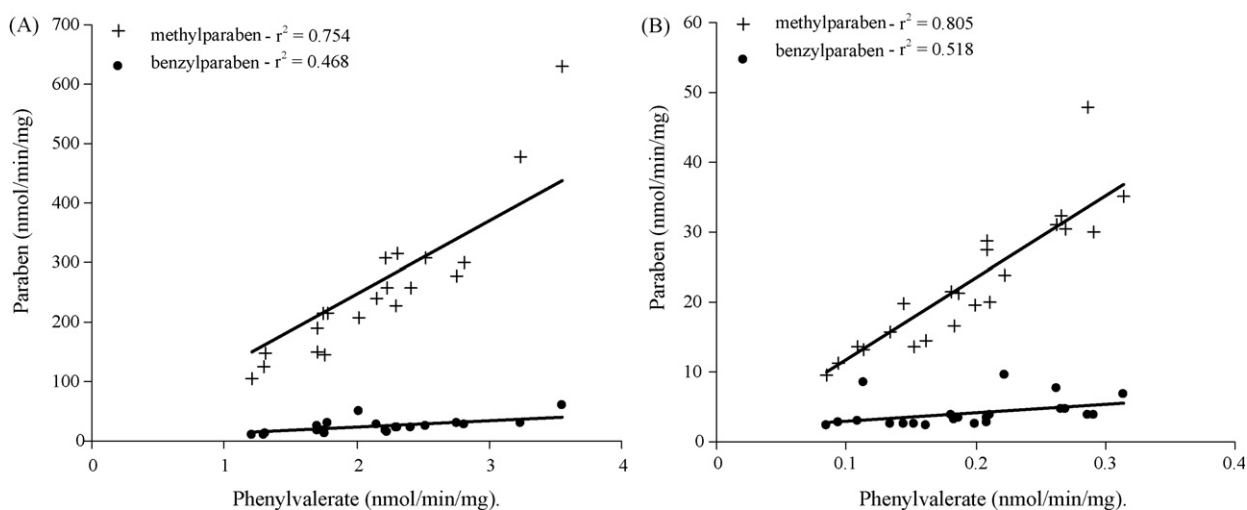 (A)
+ methylparaben - r² = 0.754
● benzylparaben - r² = 0.468
Paraben (nmol/min/mg)
700
600
500
400
300
200
100
0
0 1 2 3 4
Phenylvalerate (nmol/min/mg).
(B)
+ methylparaben - r² = 0.805
● benzylparaben - r² = 0.518
Paraben (nmol/min/mg)
60
50
40
30
20
10
0
0 0.1 0.2 0.3 0.4
Phenylvalerate (nmol/min/mg).